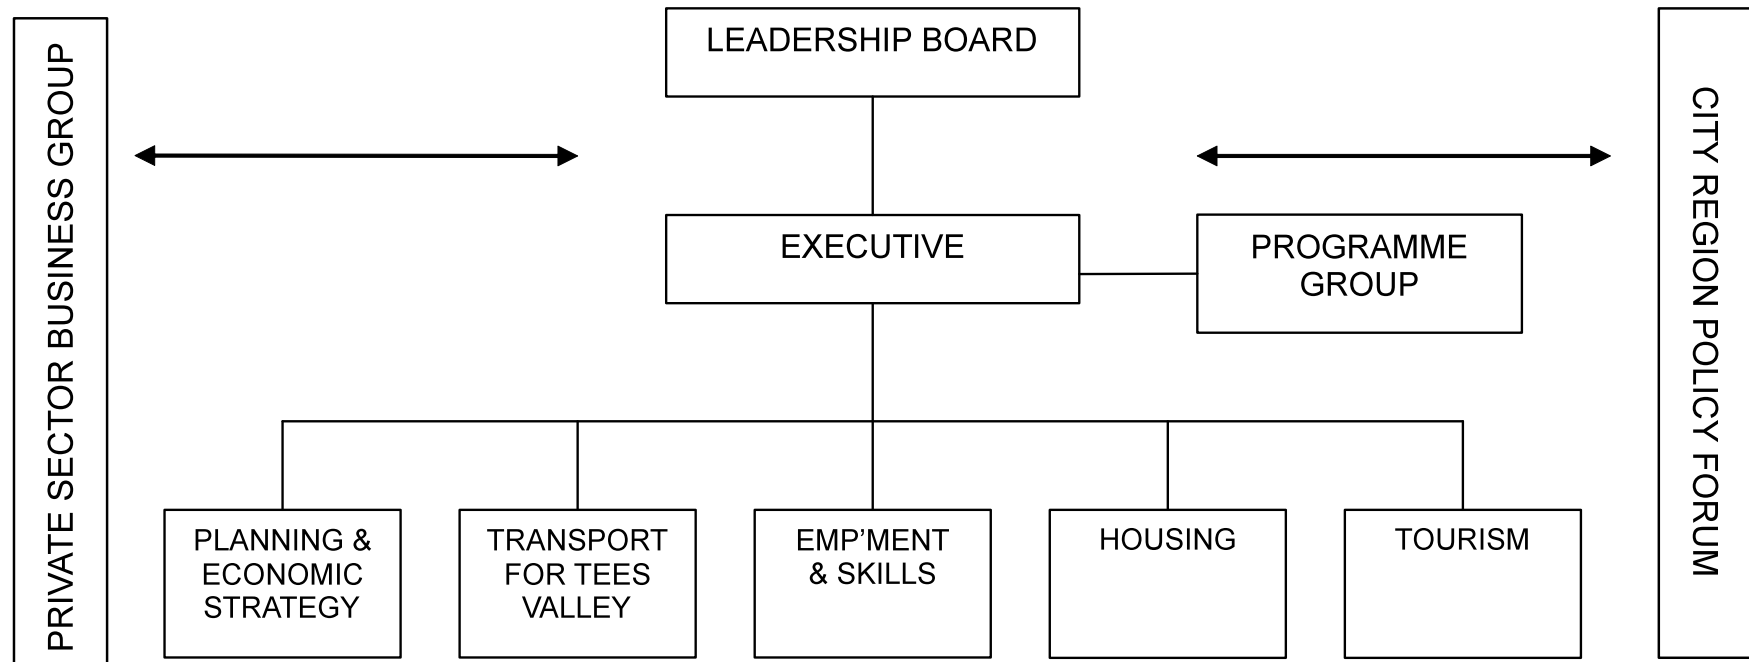 PRIVATE SECTOR BUSINESS GROUP
LEADERSHIP BOARD
EXECUTIVE
PROGRAMME
GROUP
PLANNING &
ECONOMIC
STRATEGY
TRANSPORT
FOR TEES
VALLEY
EMP’MENT
& SKILLS
HOUSING
TOURISM
CITY REGION POLICY FORUM